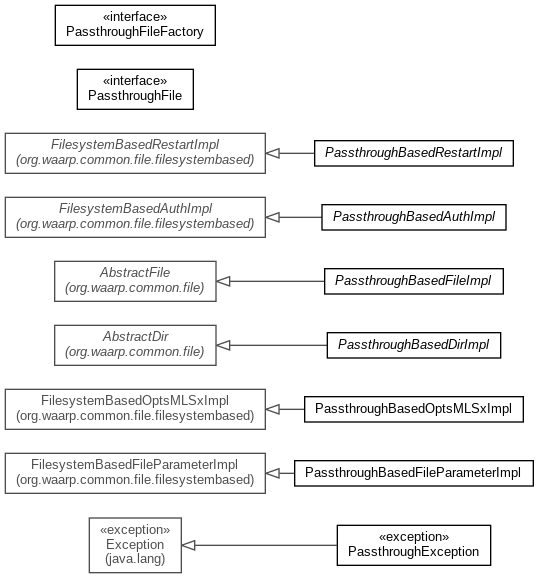 «interface»
PassthroughFileFactory
«interface»
PassthroughFile
FilesystemBasedRestartImpl
(org.waarp.common.file.filesystembased)
PassthroughBasedRestartImpl
FilesystemBasedAuthImpl
(org.waarp.common.file.filesystembased)
PassthroughBasedAuthImpl
AbstractFile
(org.waarp.common.file)
PassthroughBasedFileImpl
AbstractDir
(org.waarp.common.file)
PassthroughBasedDirImpl
FilesystemBasedOptsMLSxImpl
(org.waarp.common.file.filesystembased)
PassthroughBasedOptsMLSxImpl
FilesystemBasedFileParameterImpl
(org.waarp.common.file.filesystembased)
PassthroughBasedFileParameterImpl
«exception»
Exception
(java.lang)
«exception»
PassthroughException